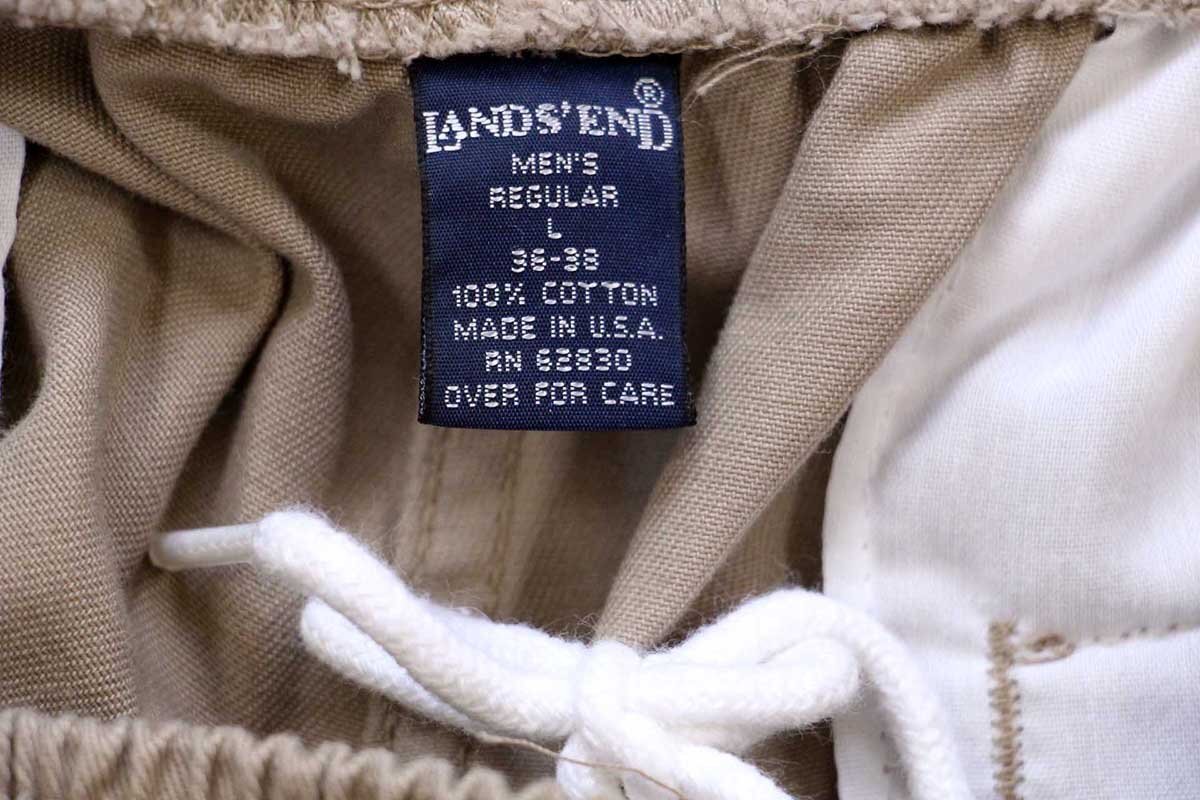 LANDS' END®
MEN'S
REGULAR
L
36-38
100% COTTON
MADE IN U.S.A.
RN 62830
OVER FOR CARE